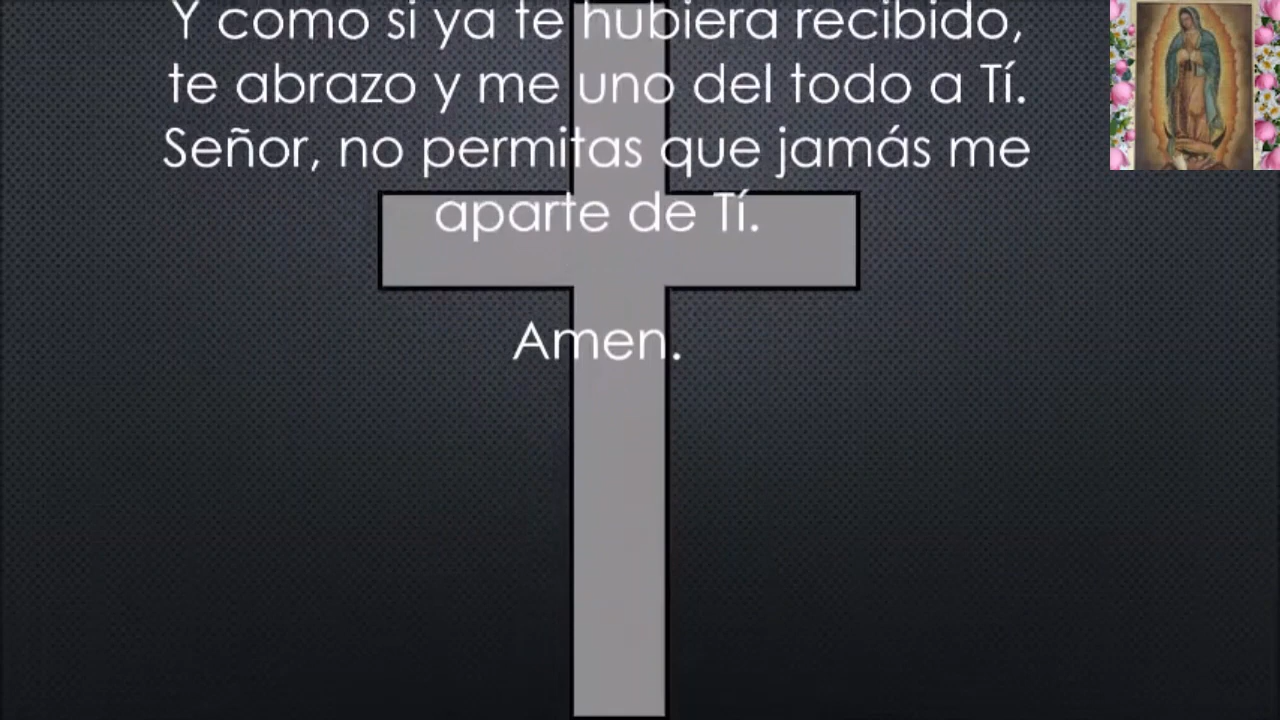 Y como si ya te hubiera recibido,
te abrazo y me uno del todo a Tí.
Señor, no permitas que jamás me
aparte de Tí.
Amen.